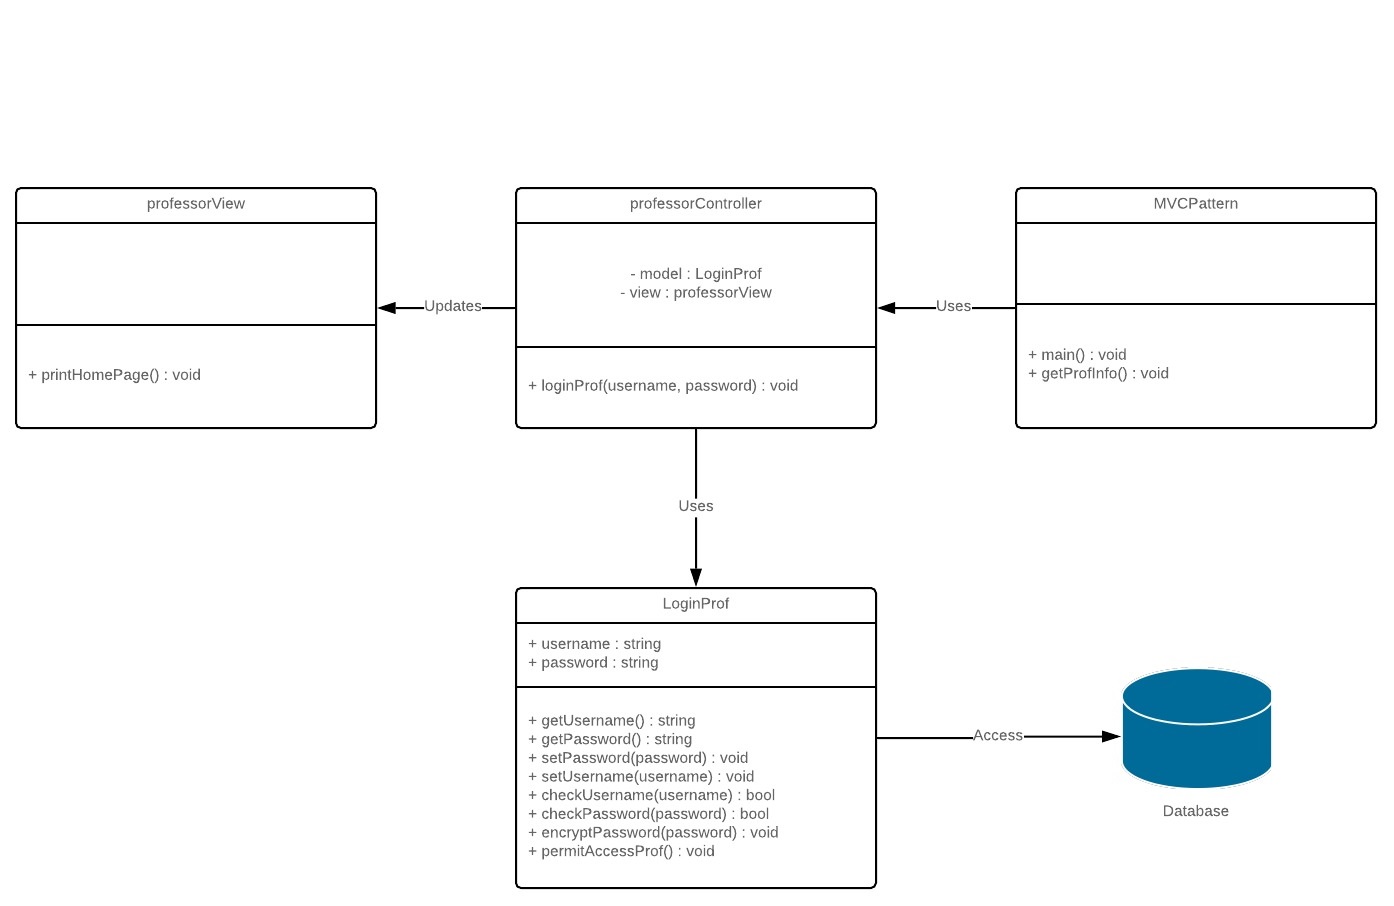 professorView
+ printHomePage() : void
Updates
professorController
- model : LoginProf
- view : professorView
+ loginProf(username, password) : void
Uses
MVCPattern
+ main() : void
+ getProfInfo() : void
Uses
LoginProf
+ username : string
+ password : string
+ getUsername() : string
+ getPassword() : string
+ setPassword(password) : void
+ setUsername(username) : void
+ checkUsername(username) : bool
+ checkPassword(password) : bool
+ encryptPassword(password) : void
+ permitAccessProf() : void
Access
Database